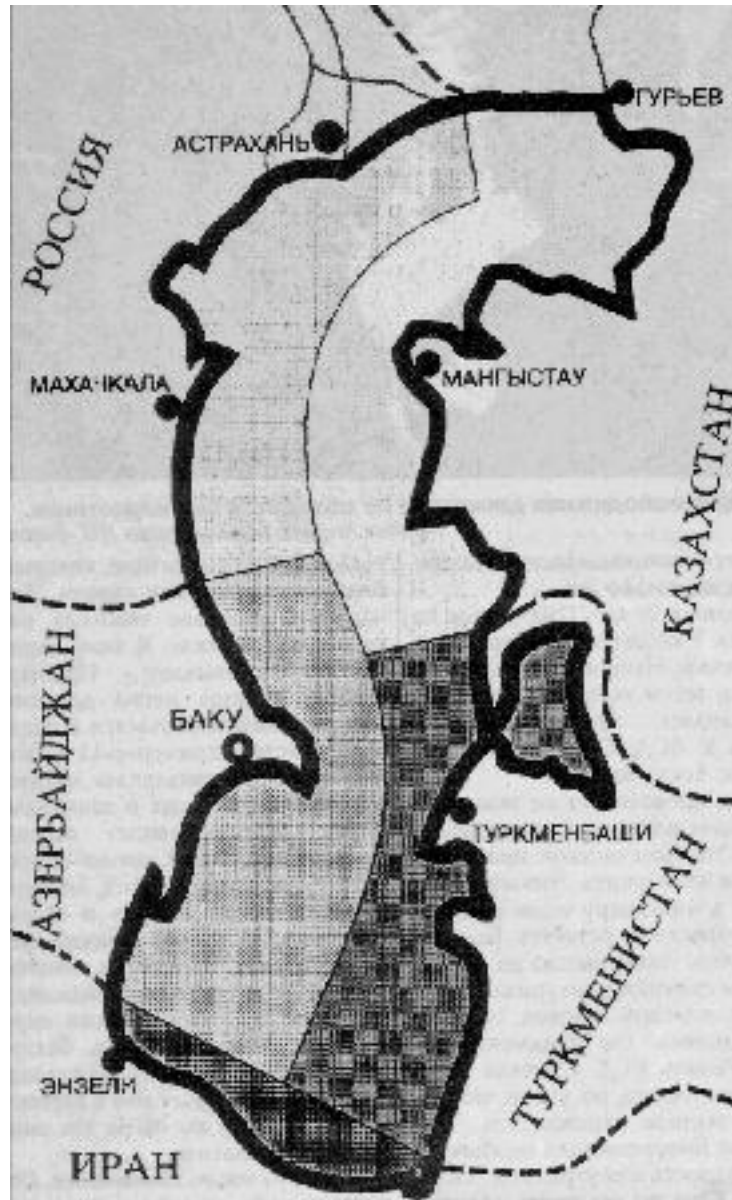 ГУРЬЕВ
АСТРАХАНЬ
РОССИЯ
МАНГЫСТАУ
МАХАЧКАЛА
КАЗАХСТАН
АЗЕРБАЙДЖАН
БАКУ
ТУРКМЕНБАШИ
ТУРКМЕНИСТАН
ЭНЗЕЛИ
ИРАН